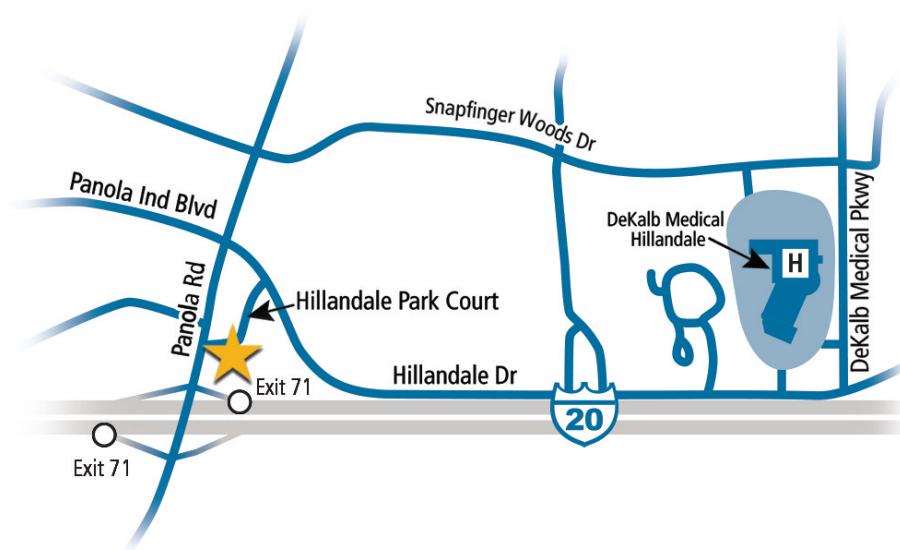 Snapfinger Woods Dr
Panola Ind Blvd
DeKalb Medical
Hillandale
H
DeKalb Medical Pkwy
Panola Rd
Hillandale Park Court
Hillandale Dr
Exit 71
20
Exit 71